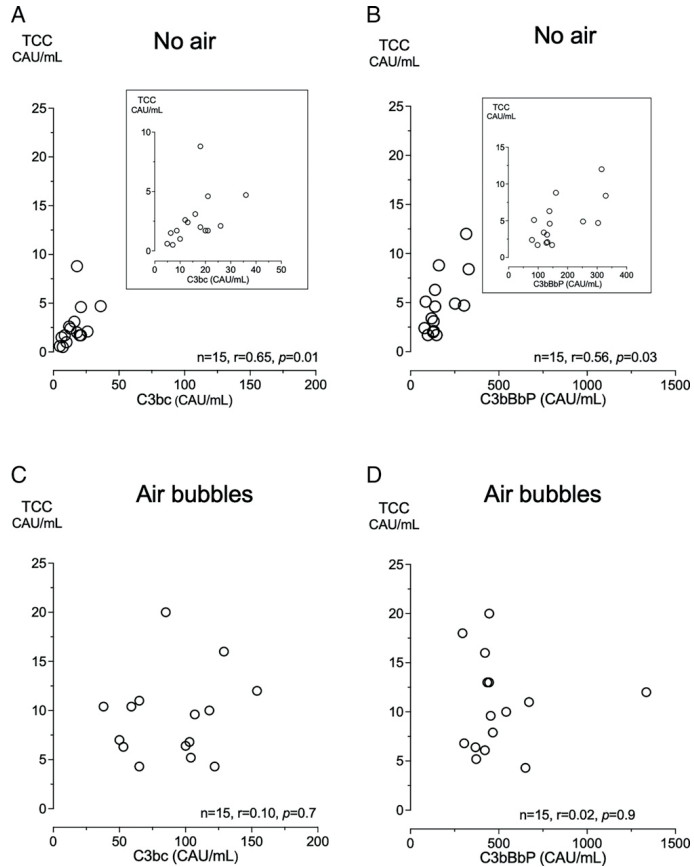 A
TCC
CAU/mL
No air
25
20
15
10
5
0
0 50 100 150 200
C3bc (CAU/mL)
n=15, r=0.65, p=0.01
TCC
CAU/mL
10
5
0
0 10 20 30 40 50
C3bc (CAU/mL)
B
TCC
CAU/mL
No air
25
20
15
10
5
0
0 500 1000 1500
C3bBbP (CAU/mL)
n=15, r=0.56, p=0.03
TCC
CAU/mL
15
10
5
0
0 100 200 300 400
C3bBbP (CAU/mL)
C
TCC
CAU/mL
Air bubbles
25
20
15
10
5
0
0 50 100 150 200
C3bc (CAU/mL)
n=15, r=0.10, p=0.7
D
TCC
CAU/mL
Air bubbles
25
20
15
10
5
0
0 500 1000 1500
C3bBbP (CAU/mL)
n=15, r=0.02, p=0.9